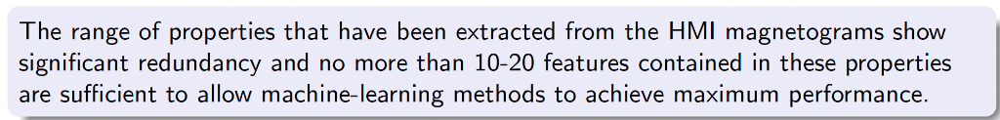 The range of properties that have been extracted from the HMI magnetograms show
significant redundancy and no more than 10-20 features contained in these properties
are sufficient to allow machine-learning methods to achieve maximum performance.